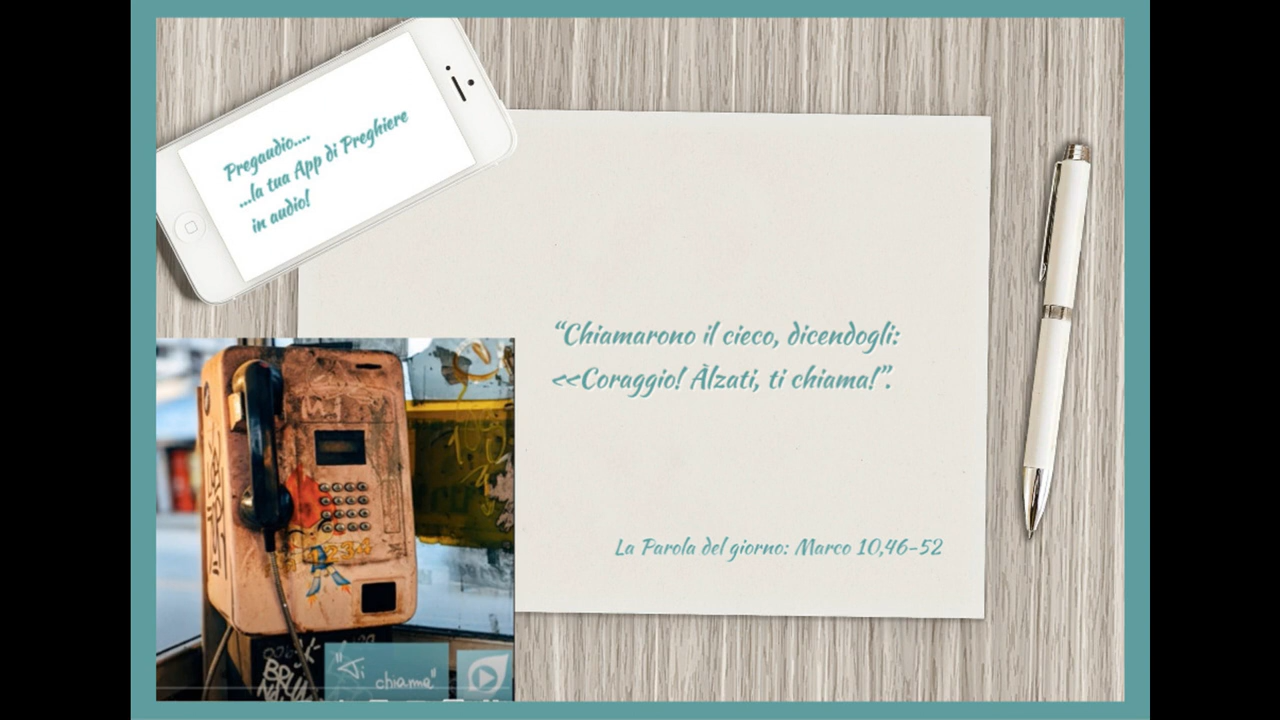 Pregaudio....
...la tua App di Preghiere
in audio!
“Chiamarono il cieco, dicendogli:
<<Coraggio! Àlzati, ti chiama!”.
La Parola del giorno: Marco 10,46-52
1234
"Ti
chiama"